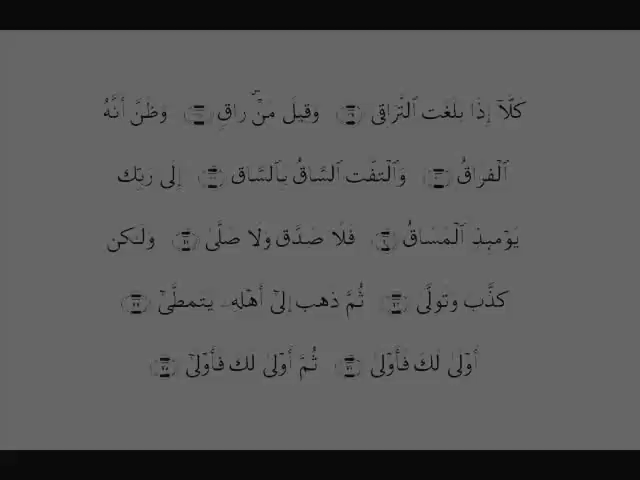 كَلَّآ إِذَا بَلَغَتِ ٱلتَّرَاقِىَ وَقِيلَ مَنْ ۜ رَاقٍ وَظَنَّ أَنَّهُ
ٱلْفِرَاقُ وَٱلْتَفَّتِ ٱلسَّاقُ بِٱلسَّاقِ إِلَىٰ رَبِّكَ
يَوْمَئِذٍ ٱلْمَسَاقُ فَلَا صَدَّقَ وَلَا صَلَّىٰ وَلَٰكِن
كَذَّبَ وَتَوَلَّىٰ ثُمَّ ذَهَبَ إِلَىٰٓ أَهْلِهِۦ يَتَمَطَّىٰٓ
أَوْلَىٰ لَكَ فَأَوْلَىٰ ثُمَّ أَوْلَىٰ لَكَ فَأَوْلَىٰٓ